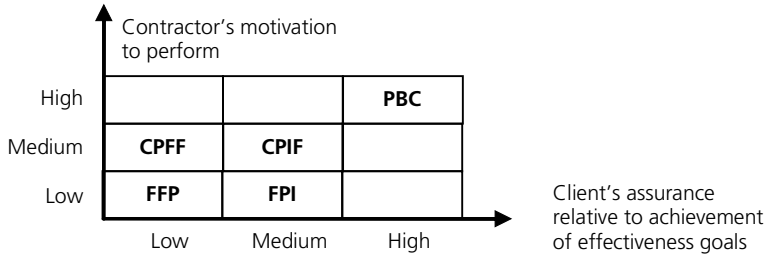 Contractor’s motivation
to perform
High
PBC
Medium
CPFF
CPIF
Low
FFP
FPI
Client’s assurance
relative to achievement
of effectiveness goals
Low
Medium
High